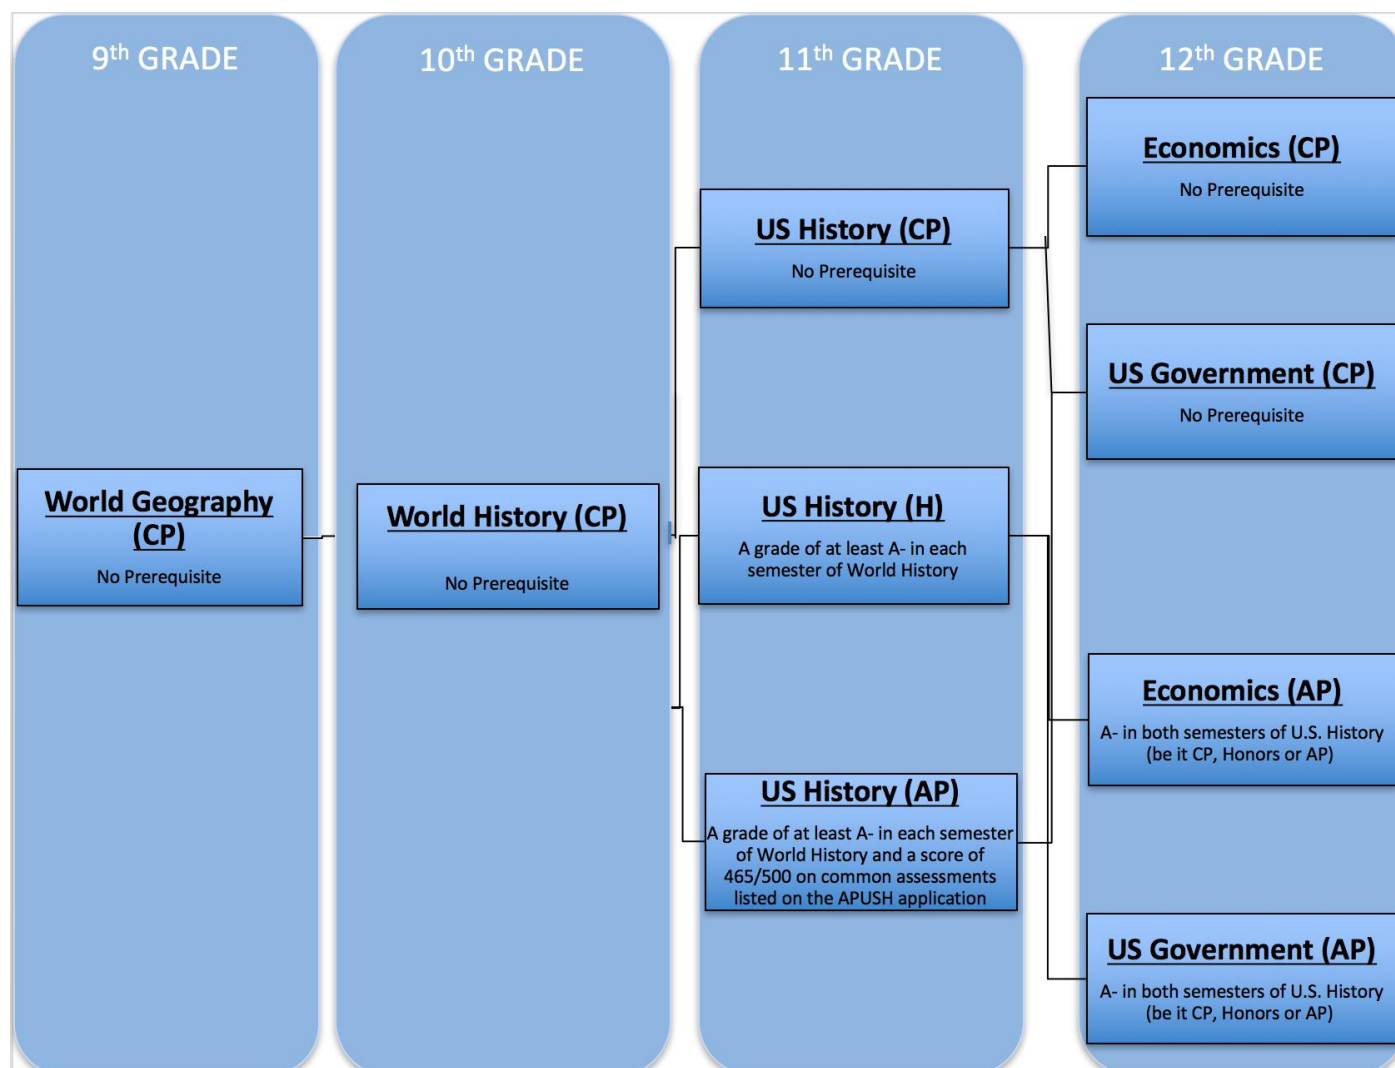 9th GRADE
10th GRADE
11th GRADE
12th GRADE
World Geography
(CP)
No Prerequisite
World History (CP)
No Prerequisite
US History (CP)
No Prerequisite
US History (H)
A grade of at least A- in each
semester of World History
US History (AP)
A grade of at least A- in each semester
of World History and a score of
465/500 on common assessments
listed on the APUSH application
Economics (CP)
No Prerequisite
US Government (CP)
No Prerequisite
Economics (AP)
A- in both semesters of U.S. History
(be it CP, Honors or AP)
US Government (AP)
A- in both semesters of U.S. History
(be it CP, Honors or AP)